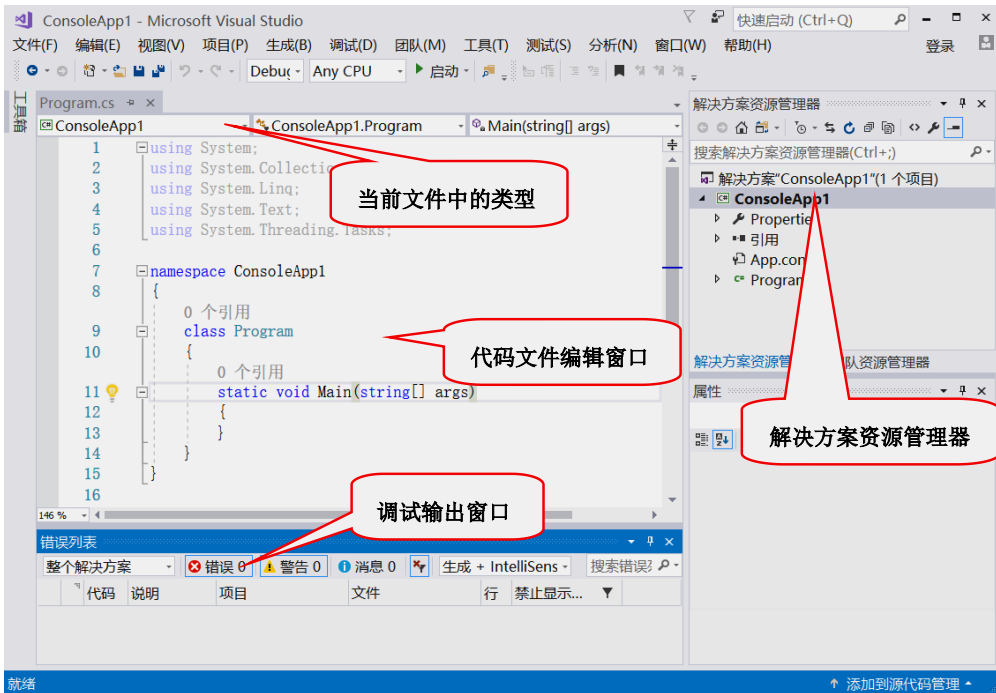 ConsoleApp1 - Microsoft Visual Studio
快速启动 (Ctrl+Q)
文件(F) 编辑(E) 视图(V) 项目(P) 生成(B) 调试(D) 团队(M) 工具(T) 测试(S) 分析(N) 窗口(W) 帮助(H) 登录
Debug Any CPU 启动
工具箱
Program.cs
ConsoleApp1 ConsoleApp1.Program Main(string[] args)
1 using System;
2 using System.Collectio
3 using System.Linq;
4 using System.Text;
5 using System.Threading.Tasks;
6
7 namespace ConsoleApp1
8 {
0 个引用
9 class Program
10 {
0 个引用
11 static void Main(string[] args)
12 {
13 }
14 }
15 }
16
当前文件中的类型
代码文件编辑窗口
调试输出窗口
146 %
错误列表
整个解决方案 错误 0 警告 0 消息 0 生成 + IntelliSens 搜索错误
代码 说明 项目 文件 行 禁止显示...
解决方案资源管理器
搜索解决方案资源管理器(Ctrl+;)
解决方案"ConsoleApp1"(1 个项目)
ConsoleApp1
Propertie
引用
App.con
Program
解决方案资源管 队资源管理器
属性
解决方案资源管理器
就绪 添加到源代码管理